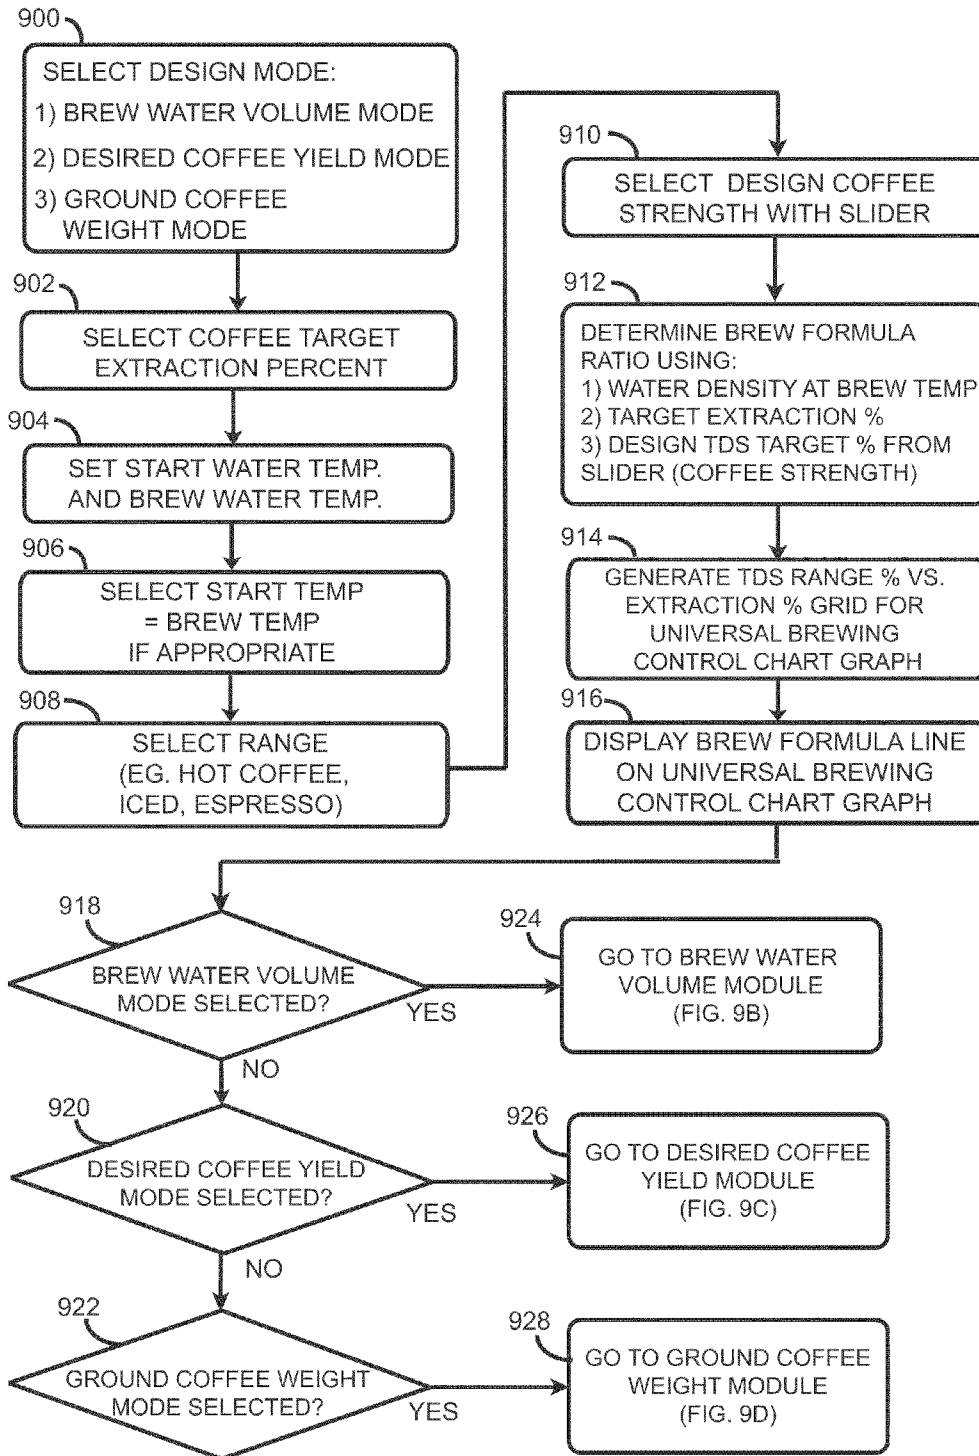 900
SELECT DESIGN MODE:
1) BREW WATER VOLUME MODE
2) DESIRED COFFEE YIELD MODE
3) GROUND COFFEE
WEIGHT MODE
902
SELECT COFFEE TARGET
EXTRACTION PERCENT
904
SET START WATER TEMP.
AND BREW WATER TEMP.
906
SELECT START TEMP
= BREW TEMP
IF APPROPRIATE
908
SELECT RANGE
(EG. HOT COFFEE,
ICED, ESPRESSO)
910
SELECT DESIGN COFFEE
STRENGTH WITH SLIDER
912
DETERMINE BREW FORMULA
RATIO USING:
1) WATER DENSITY AT BREW TEMP
2) TARGET EXTRACTION %
3) DESIGN TDS TARGET % FROM
SLIDER (COFFEE STRENGTH)
914
GENERATE TDS RANGE % VS.
EXTRACTION % GRID FOR
UNIVERSAL BREWING
CONTROL CHART GRAPH
916
DISPLAY BREW FORMULA LINE
ON UNIVERSAL BREWING
CONTROL CHART GRAPH
918
BREW WATER VOLUME
MODE SELECTED?
YES
NO
924
GO TO BREW WATER
VOLUME MODULE
(FIG. 9B)
920
DESIRED COFFEE YIELD
MODE SELECTED?
YES
NO
926
GO TO DESIRED COFFEE
YIELD MODULE
(FIG. 9C)
922
GROUND COFFEE WEIGHT
MODE SELECTED?
YES
928
GO TO GROUND COFFEE
WEIGHT MODULE
(FIG. 9D)